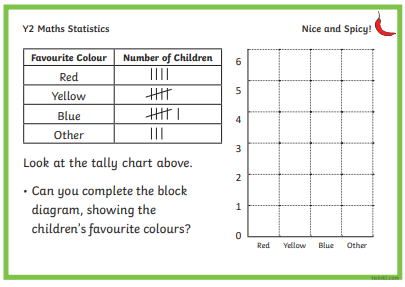 Y2 Maths Statistics
Nice and Spicy!
Favourite Colour Number of Children
Red
Yellow
Blue
Other
Look at the tally chart above.
• Can you complete the block
diagram, showing the
children's favourite colours?
6
5
4
3
2
1
0
Red Yellow Blue Other